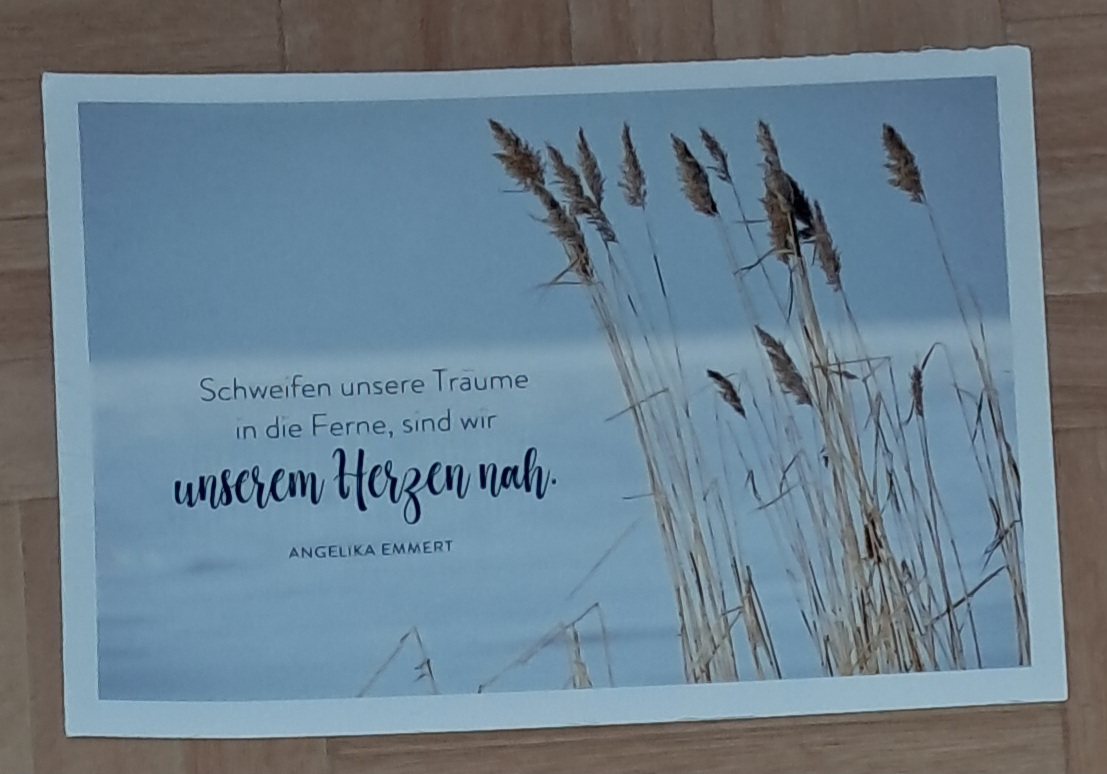 Schweifen unsere Träume
in die Ferne, sind wir
unserem Herzen nah.
ANGELIKA EMMERT